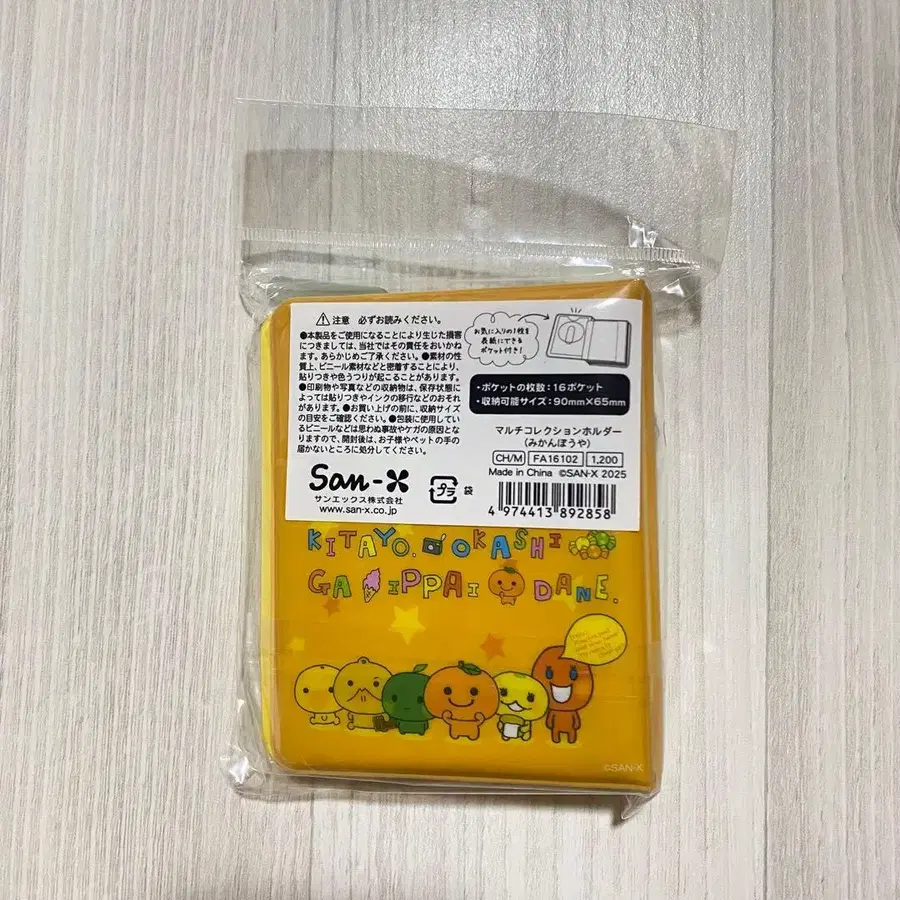 ⚠注意 必ずお読みください。
●本製品をご使用になることにより生じた損害
につきましては、当社ではその責任をおいかね
ます。あらかじめご了承ください。●素材の性
質上、ビニール素材などと密着することにより、
貼りつきや色うつりが起こることがあります。
●印刷物や写真などの収納物は、保存状態に
よっては貼りつきやインクの移行などのおそれ
があります。●お買い上げの前に、収納サイズ
の目安をご確認ください。●包装に使用してい
るビニールなどは思わぬ事故やケガの原因とな
りますので、開封後は、お子様やペットの手の
届かないところに処分してください。
San-X
サンエックス株式会社
www.san-x.co.jp
プラ 袋
お気に入りの1枚を
表紙にできる
ポケット付き!
・ポケットの枚数:16ポケット
・収納可能サイズ:90mm×65mm
マルチコレクションホルダー
(みかんぼうや)
CH/M FA16102 1,200
Made in China ©SAN-X 2025
4 974413 892858
KITAYO. OKASHI
GA IPPAI DANE.
©SAN-X